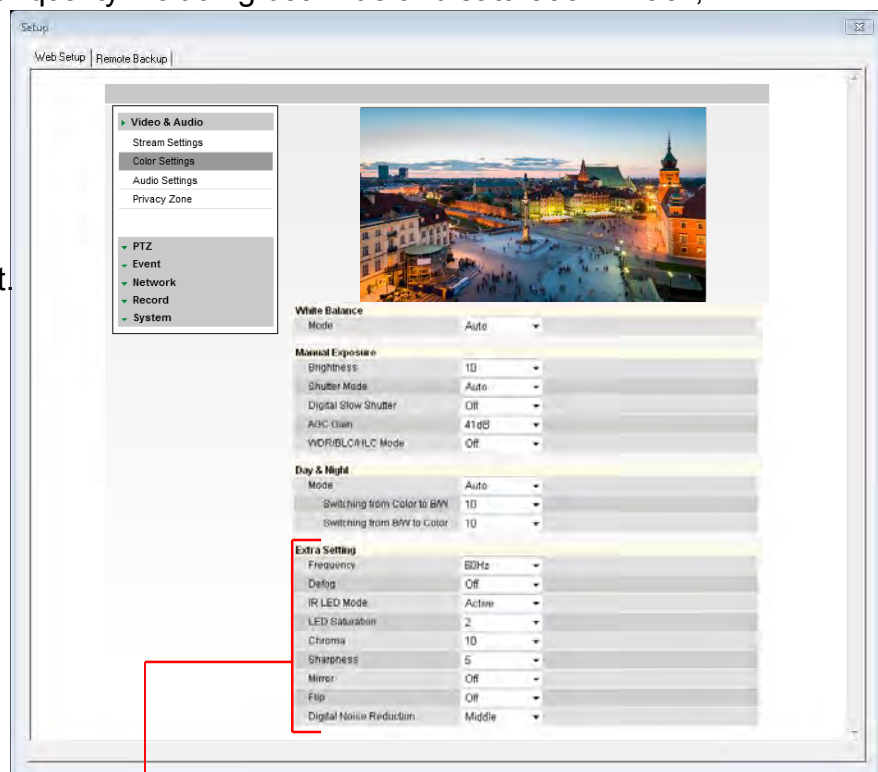 Setup
Web Setup
Remote Backup
Video & Audio
Stream Settings
Color Settings
Audio Settings
Privacy Zone
PTZ
Event
Network
Record
System
t.
White Balance
Mode Auto
Manual Exposure
Brightness 10
Shutter Mode Auto
Digital Slow Shutter Off
AGC Gain 41dB
WDR/BLC/HLC Mode Off
Day & Night
Mode Auto
Switching from Color to B/W 10
Switching from B/W to Color 10
Extra Setting
Frequency 60Hz
Defog Off
IR LED Mode Active
LED Saturation 2
Chroma 10
Sharpness 5
Mirror Off
Flip Off
Digital Noice Reduction Middle